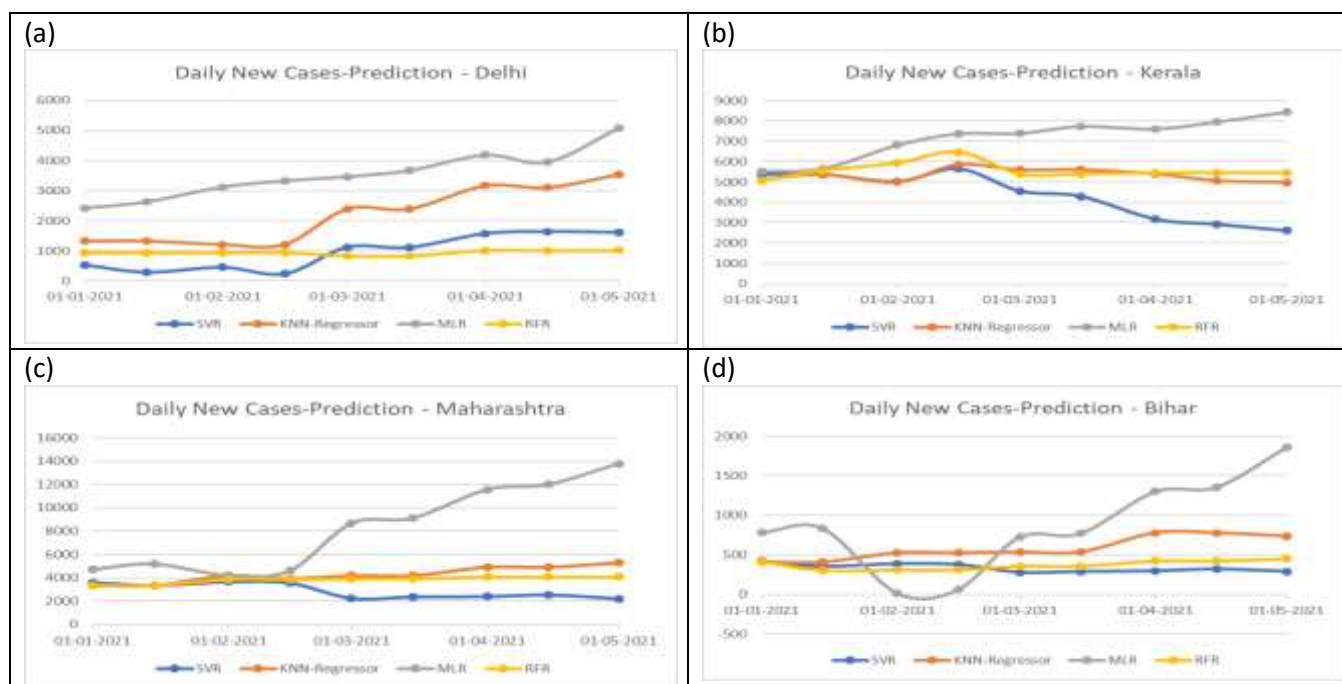 (a)
Daily New Cases-Prediction - Delhi
6000
5000
4000
3000
2000
1000
0
01-01-2021 01-02-2021 01-03-2021 01-04-2021 01-05-2021
SVR KNN-Regressor MLR RFR
(b)
Daily New Cases-Prediction - Kerala
9000
8000
7000
6000
5000
4000
3000
2000
1000
0
01-01-2021 01-02-2021 01-03-2021 01-04-2021 01-05-2021
SVR KNN-Regressor MLR RFR
(c)
Daily New Cases-Prediction - Maharashtra
16000
14000
12000
10000
8000
6000
4000
2000
0
01-01-2021 01-02-2021 01-03-2021 01-04-2021 01-05-2021
SVR KNN-Regressor MLR RFR
(d)
Daily New Cases-Prediction - Bihar
2000
1500
1000
500
0
01-01-2021 01-02-2021 01-03-2021 01-04-2021 01-05-2021
-500
SVR KNN-Regressor MLR RFR